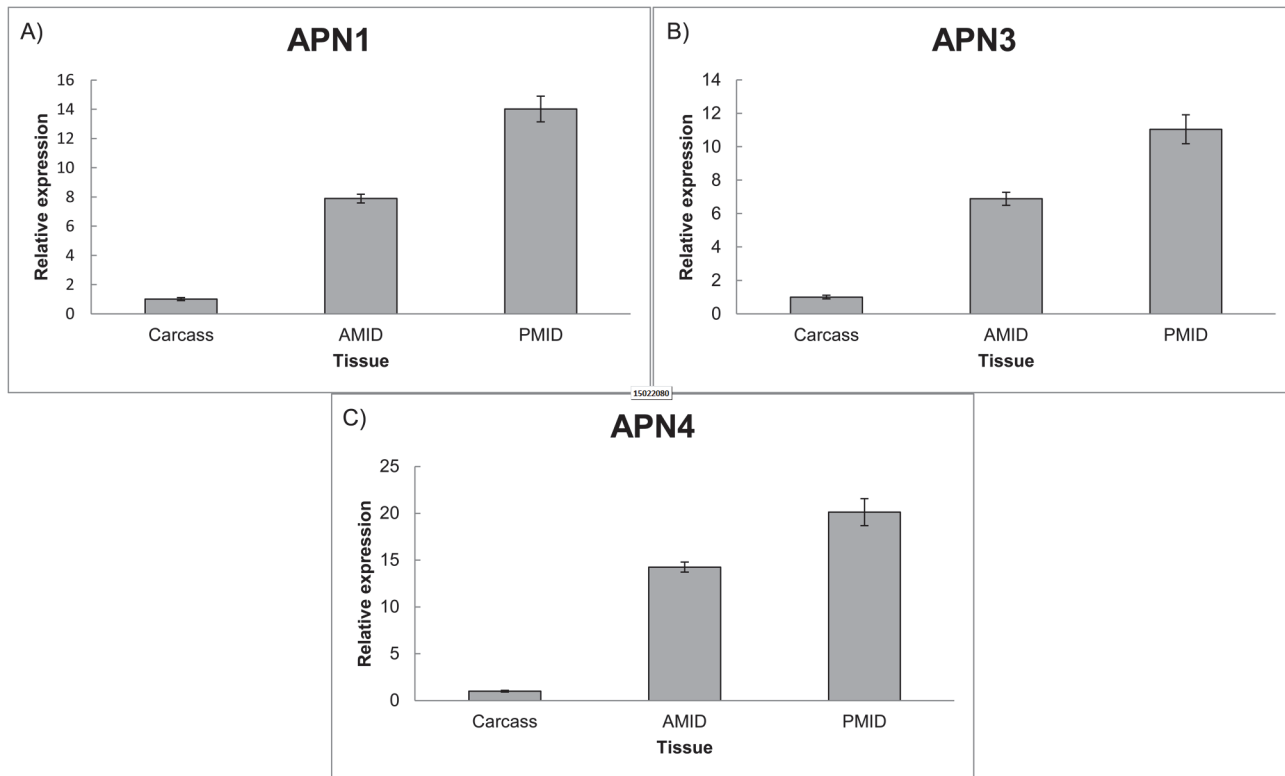 A)
APN1
Relative expression
16
14
12
10
8
6
4
2
0
Carcass AMID PMID
Tissue
B)
APN3
Relative expression
14
12
10
8
6
4
2
0
Carcass AMID PMID
Tissue
15022080
C)
APN4
Relative expression
25
20
15
10
5
0
Carcass AMID PMID
Tissue